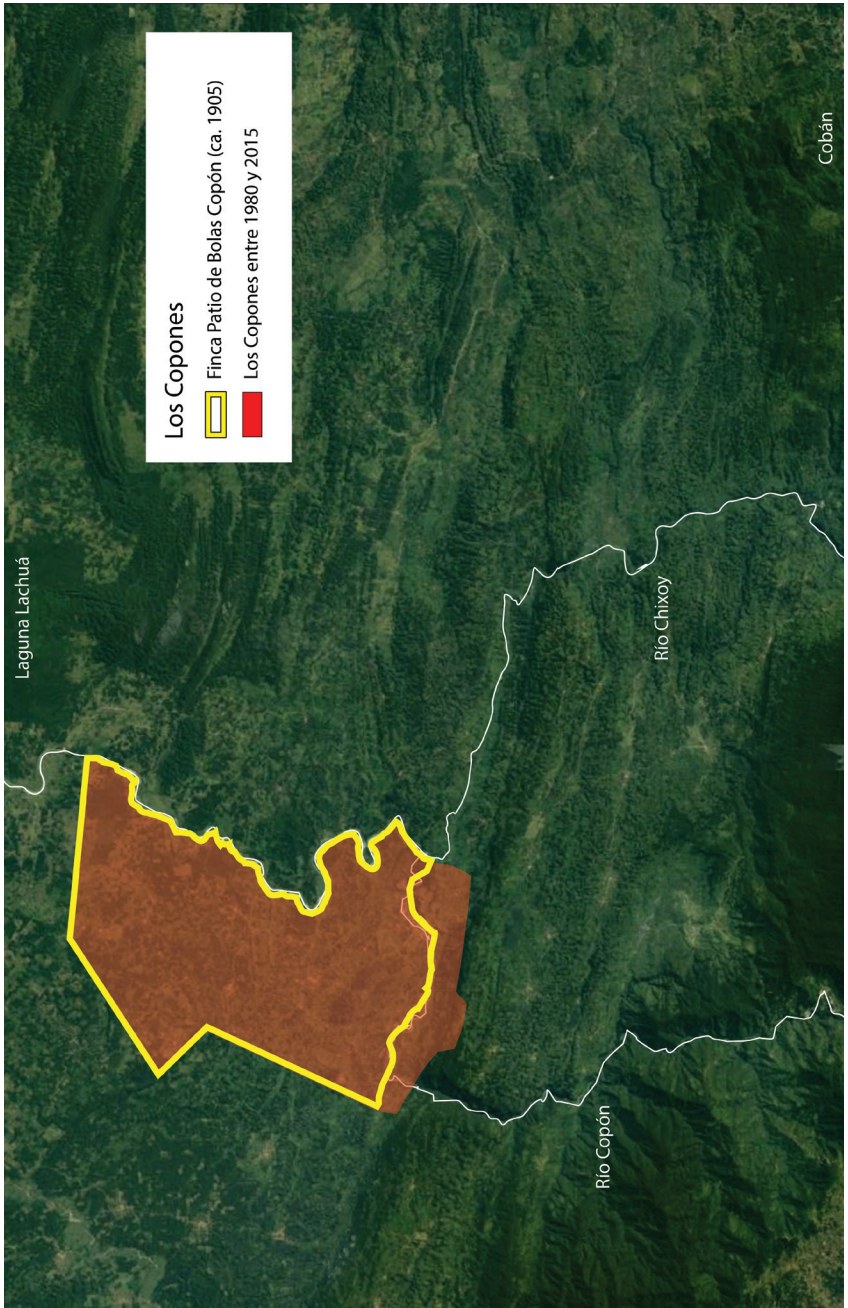 Laguna Lachuá
Los Copones
Finca Patio de Bolas Copón (ca. 1905)
Los Copones entre 1980 y 2015
Río Chixoy
Río Copón
Cobán